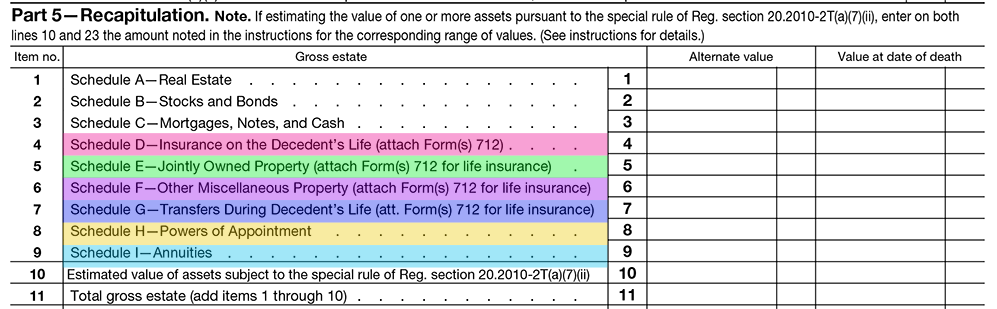 Part 5—Recapitulation. Note. If estimating the value of one or more assets pursuant to the special rule of Reg. section 20.2010-2T(a)(7)(ii), enter on both
lines 10 and 23 the amount noted in the instructions for the corresponding range of values. (See instructions for details.)
Item no. Gross estate Alternate value Value at date of death
1 Schedule A—Real Estate . . . . . . . . . . . . . . . . 1
2 Schedule B—Stocks and Bonds . . . . . . . . . . . . . . 2
3 Schedule C—Mortgages, Notes, and Cash . . . . . . . . . . . 3
4 Schedule D—Insurance on the Decedent's Life (attach Form(s) 712) . . . . 4
5 Schedule E—Jointly Owned Property (attach Form(s) 712 for life insurance) . 5
6 Schedule F—Other Miscellaneous Property (attach Form(s) 712 for life insurance) 6
7 Schedule G—Transfers During Decedent's Life (att. Form(s) 712 for life insurance) 7
8 Schedule H—Powers of Appointment . . . . . . . . . . . . 8
9 Schedule I—Annuities . . . . . . . . . . . . . . . . . 9
10 Estimated value of assets subject to the special rule of Reg. section 20.2010-2T(a)(7)(ii) 10
11 Total gross estate (add items 1 through 10) . . . . . . . . . . . 11